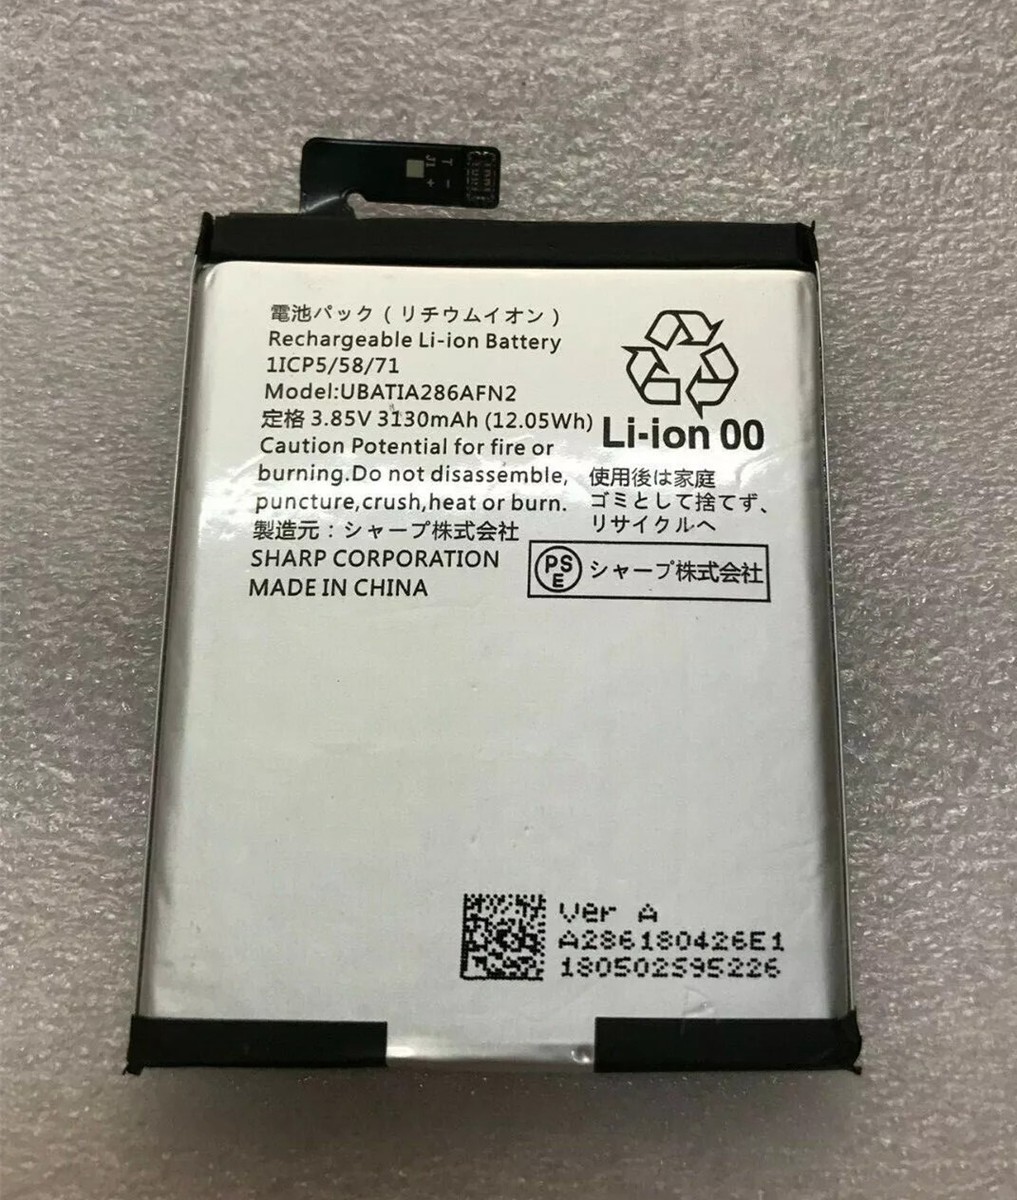 電池パック(リチウムイオン)
Rechargeable Li-ion Battery
1ICP5/58/71
Model:UBATIA286AFN2
定格 3.85V 3130mAh (12.05Wh)
Caution Potential for fire or
burning.Do not disassemble,
puncture,crush,heat or burn.
製造元:シャープ株式会社
SHARP CORPORATION
MADE IN CHINA
Li-ion 00
使用後は家庭
ゴミとして捨てず、
リサイクルへ
PS
E
シャープ株式会社
Ver A
A286180426E1
180502S95226
T -
J1 +